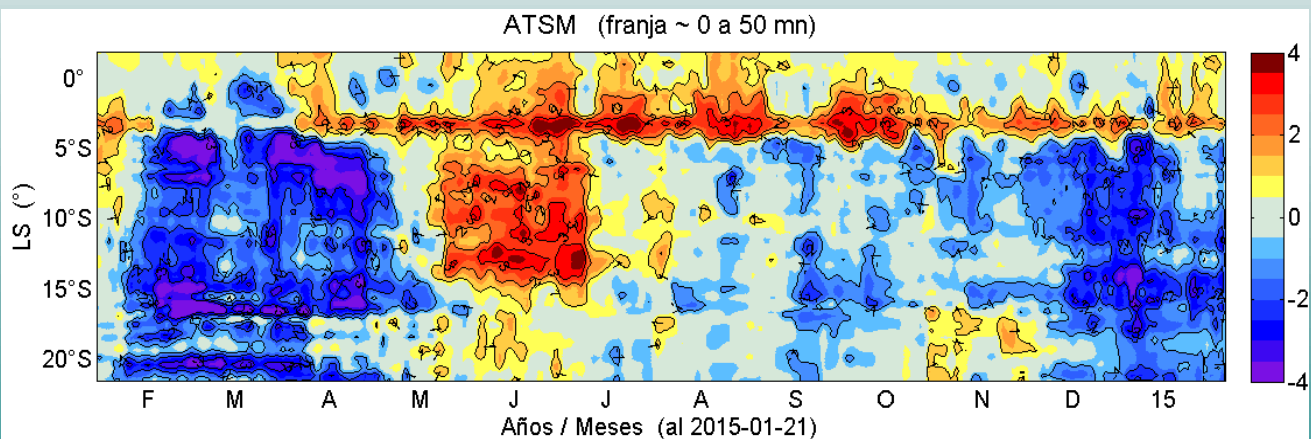 ATSM (franja ~ 0 a 50 mn)
LS (°)
0°
5°S
10°S
15°S
20°S
F M A M J J A S O N D 15
Años / Meses (al 2015-01-21)
4
2
0
-2
-4